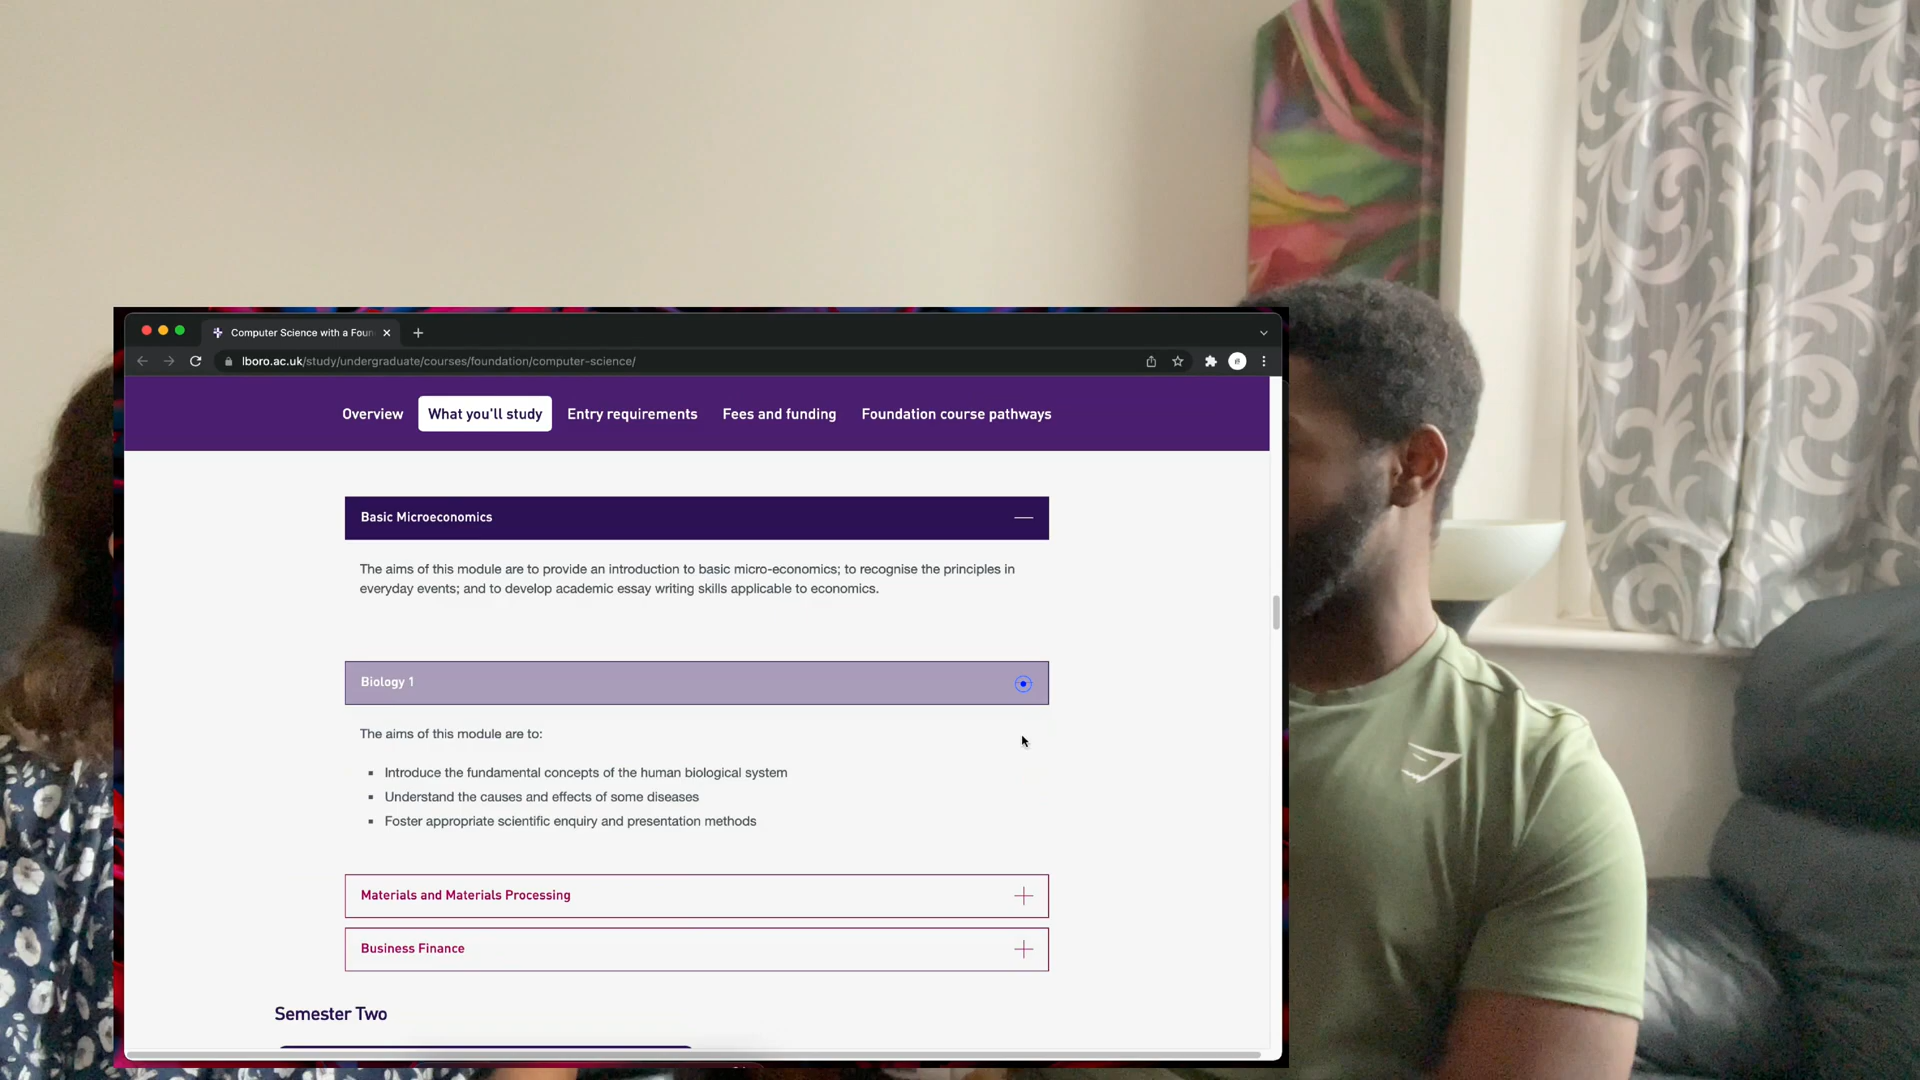 Computer Science with a Foun
lboro.ac.uk/study/undergraduate/courses/foundation/computer-science/
Overview
What you'll study
Entry requirements
Fees and funding
Foundation course pathways
Basic Microeconomics
The aims of this module are to provide an introduction to basic micro-economics; to recognise the principles in
everyday events; and to develop academic essay writing skills applicable to economics.
Biology 1
The aims of this module are to:
Introduce the fundamental concepts of the human biological system
Understand the causes and effects of some diseases
Foster appropriate scientific enquiry and presentation methods
Materials and Materials Processing
Business Finance
Semester Two